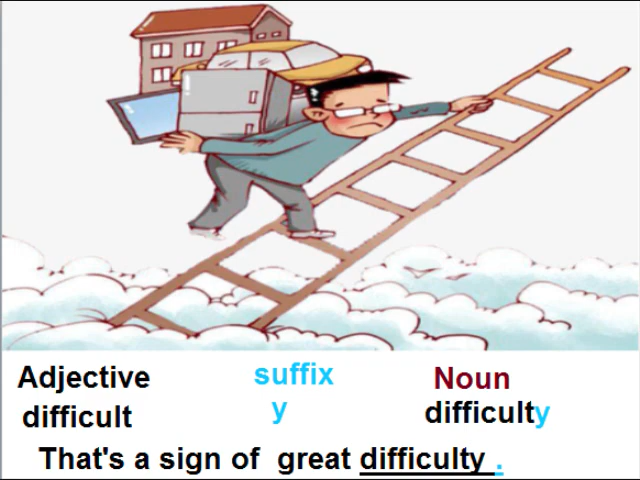 Adjective suffix Noun
difficult y difficulty
That's a sign of great difficulty .